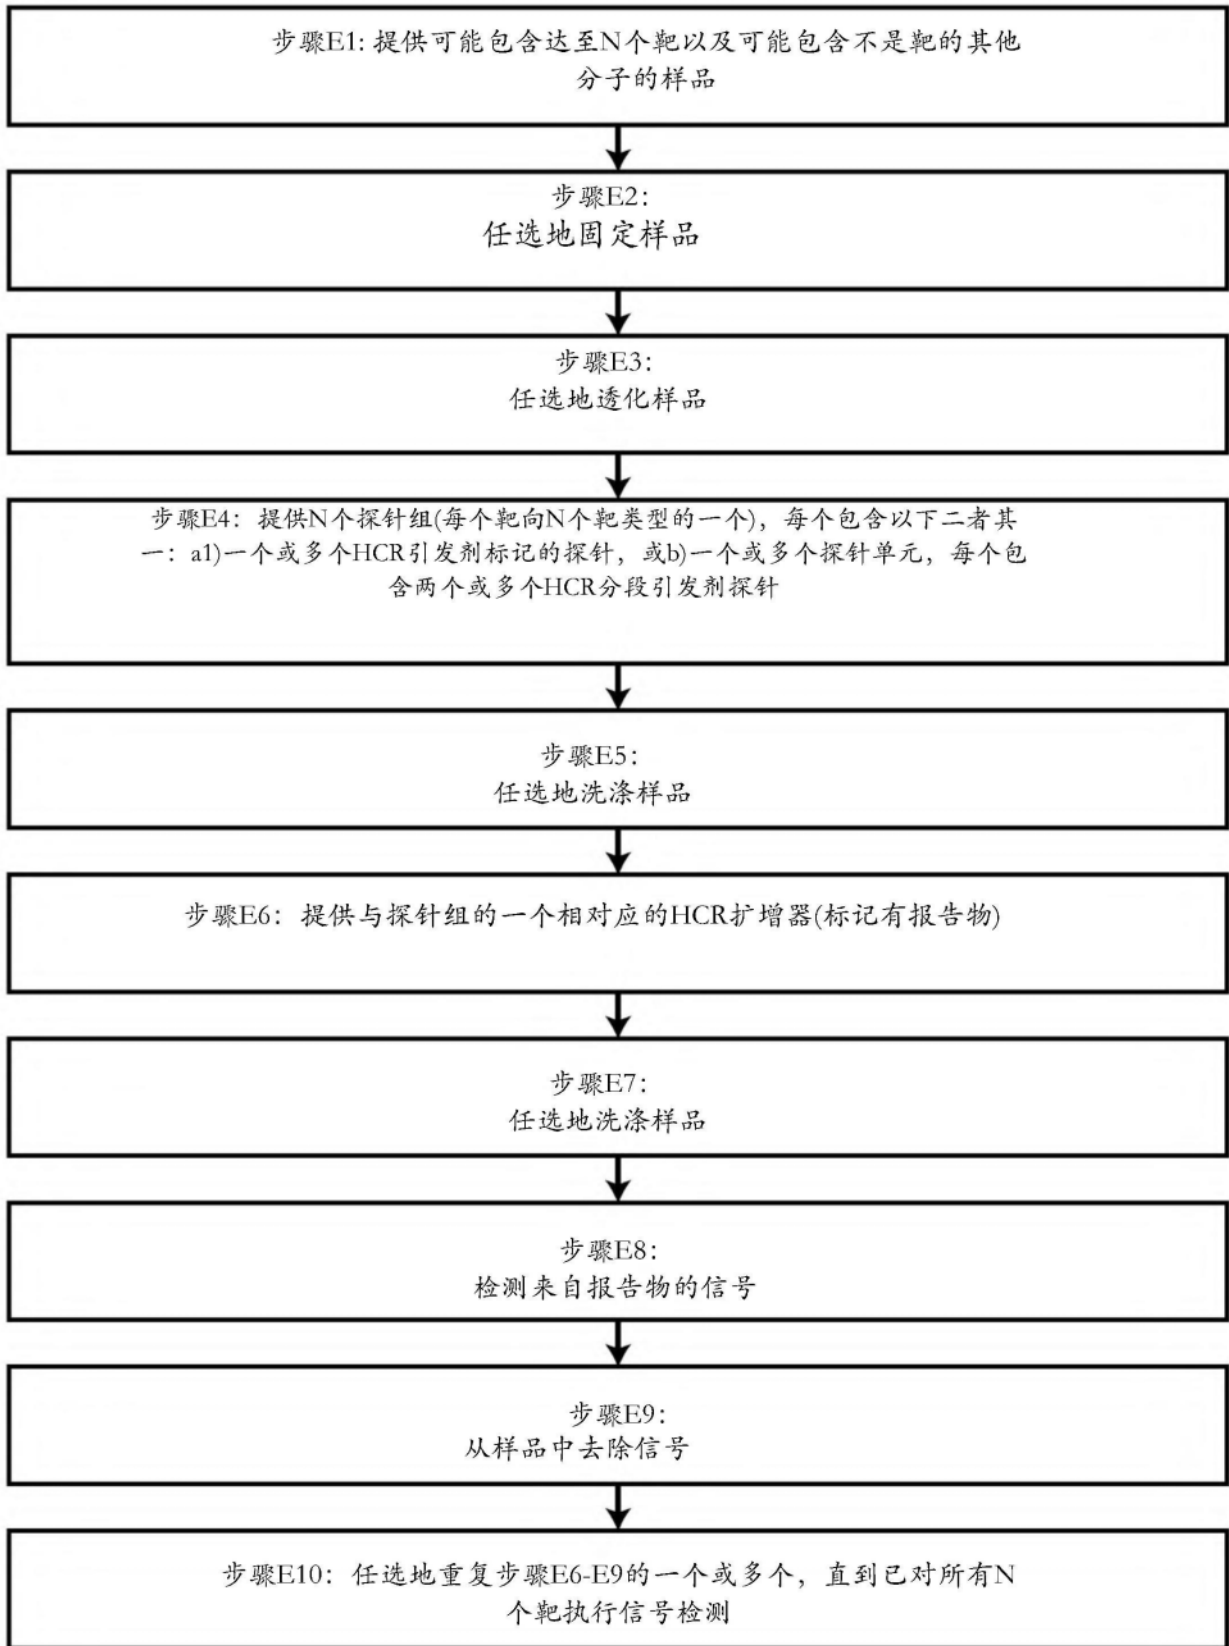 步骤E1: 提供可能包含达至N个靶以及可能包含不是靶的其他
分子的样品
步骤E2:
任选地固定样品
步骤E3:
任选地透化样品
步骤E4: 提供N个探针组(每个靶向N个靶类型的一个), 每个包含以下二者其
一: a1)一个或多个HCR引发剂标记的探针, 或b)一个或多个探针单元, 每个包
含两个或多个HCR分段引发剂探针
步骤E5:
任选地洗涤样品
步骤E6: 提供与探针组的一个相对应的HCR扩增器(标记有报告物)
步骤E7:
任选地洗涤样品
步骤E8:
检测来自报告物的信号
步骤E9:
从样品中去除信号
步骤E10: 任选地重复步骤E6-E9的一个或多个, 直到已对所有N
个靶执行信号检测